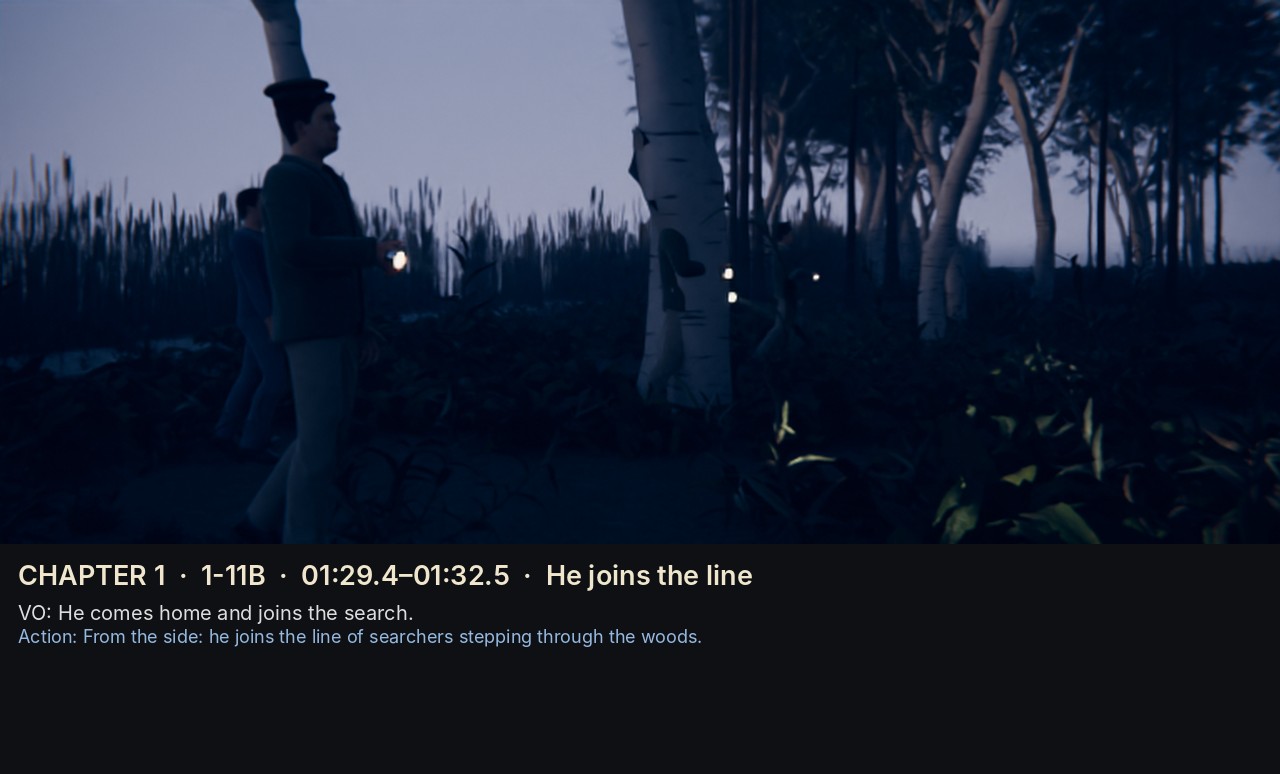 CHAPTER 1 · 1-11B · 01:29.4–01:32.5 · He joins the line
VO: He comes home and joins the search.
Action: From the side: he joins the line of searchers stepping through the woods.